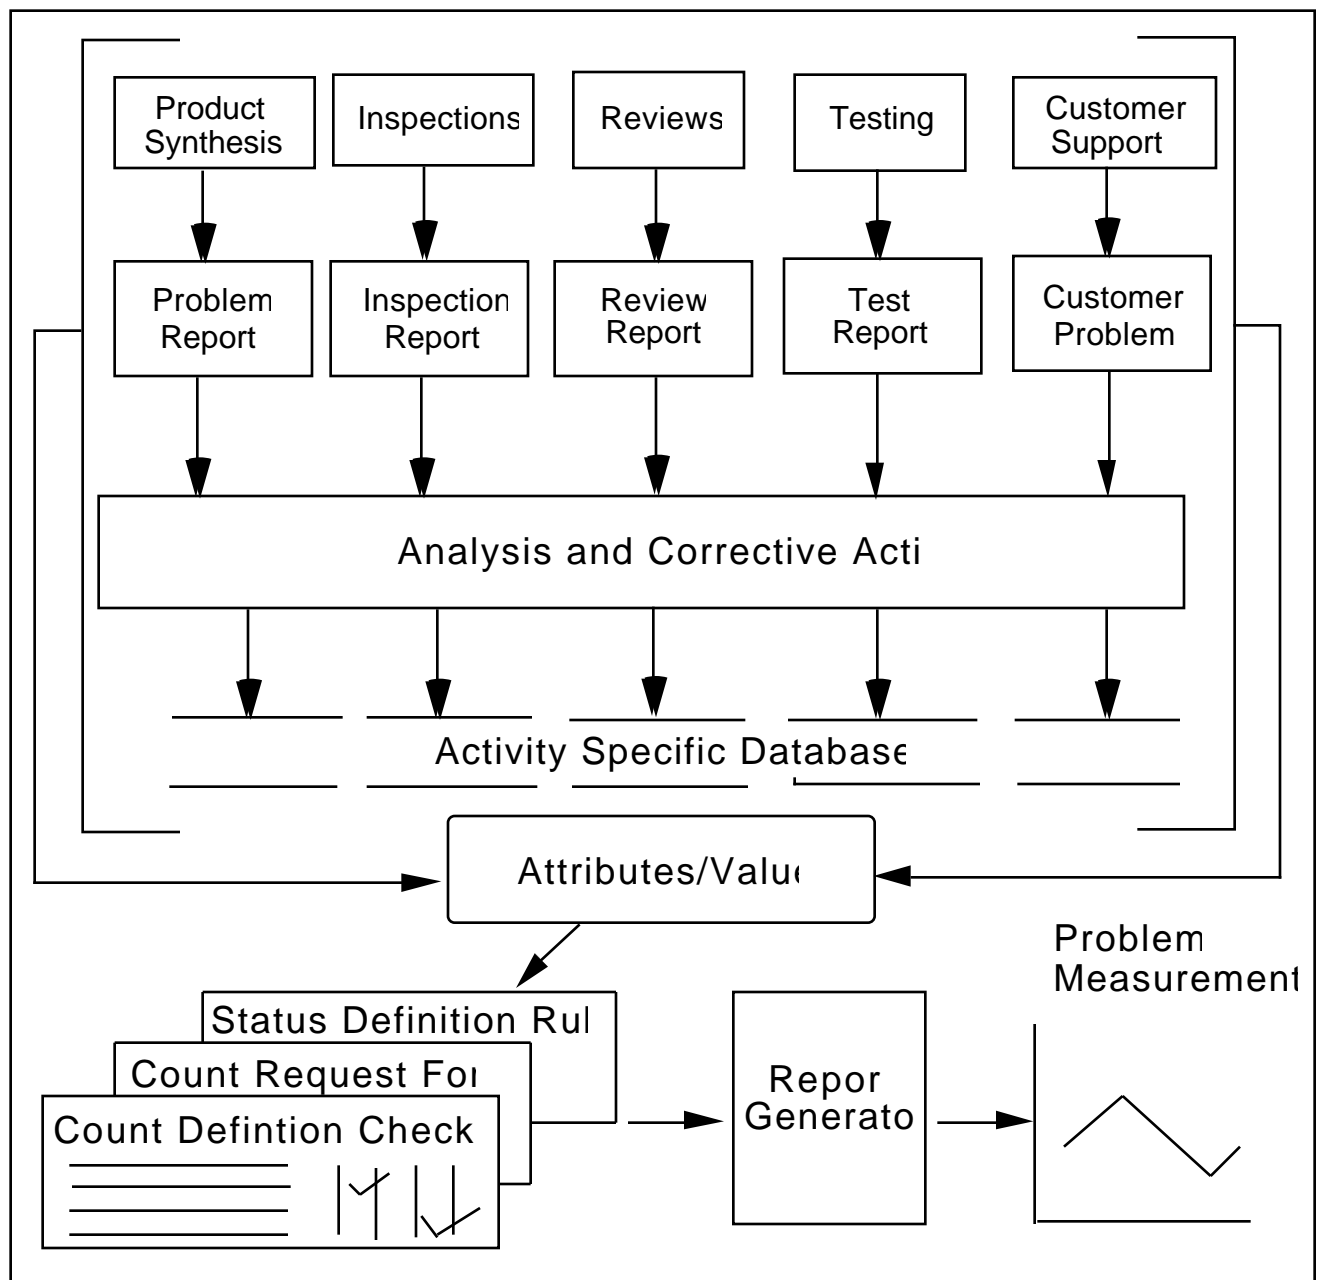 Product
Synthesis
Inspections
Reviews
Testing
Customer
Support
Problem
Report
Inspection
Report
Review
Report
Test
Report
Customer
Problem
Analysis and Corrective Acti
Activity Specific Database
Attributes/Value
Problem
Measurement
Status Definition Rul
Count Request For
Count Defintion Check
Repor
Generato